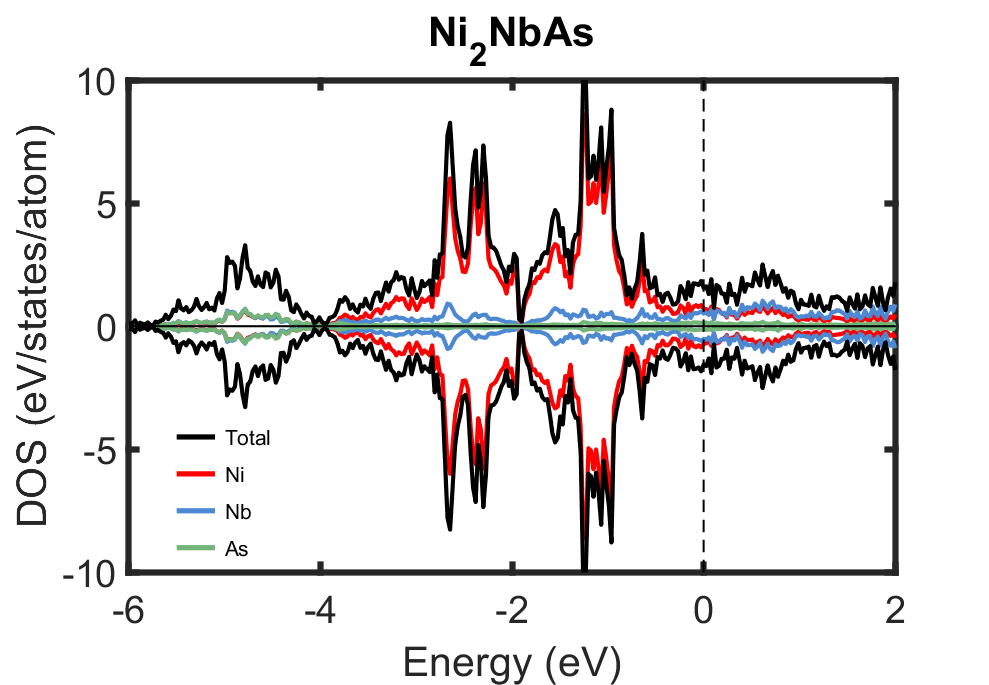 Ni2NbAs
10
5
0
-5
-10
DOS (eV/states/atom)
Total
Ni
Nb
As
-6 -4 -2 0 2
Energy (eV)